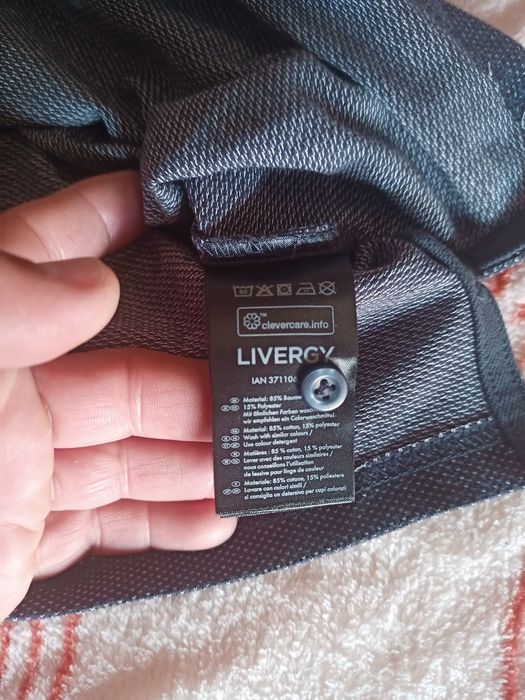 clevercare.info
LIVERGY
IAN
Material: 85%
15% Polyester
Mit ähnlichen Farben
wir empfehlen ein Colorwaschmittel.
Material: 85% cotton, 15% polyester
Wash with similar colours /
Use colour detergent
Matières : 85% coton, 15 % polyester
Laver avec des couleurs similaires /
nous conseillons l'utilisation
de lessive pour linge de couleur
Materiale: 85% cotone, 15% poliestere
Lavare con colori simili /
si consiglia un detersivo per capi colorati